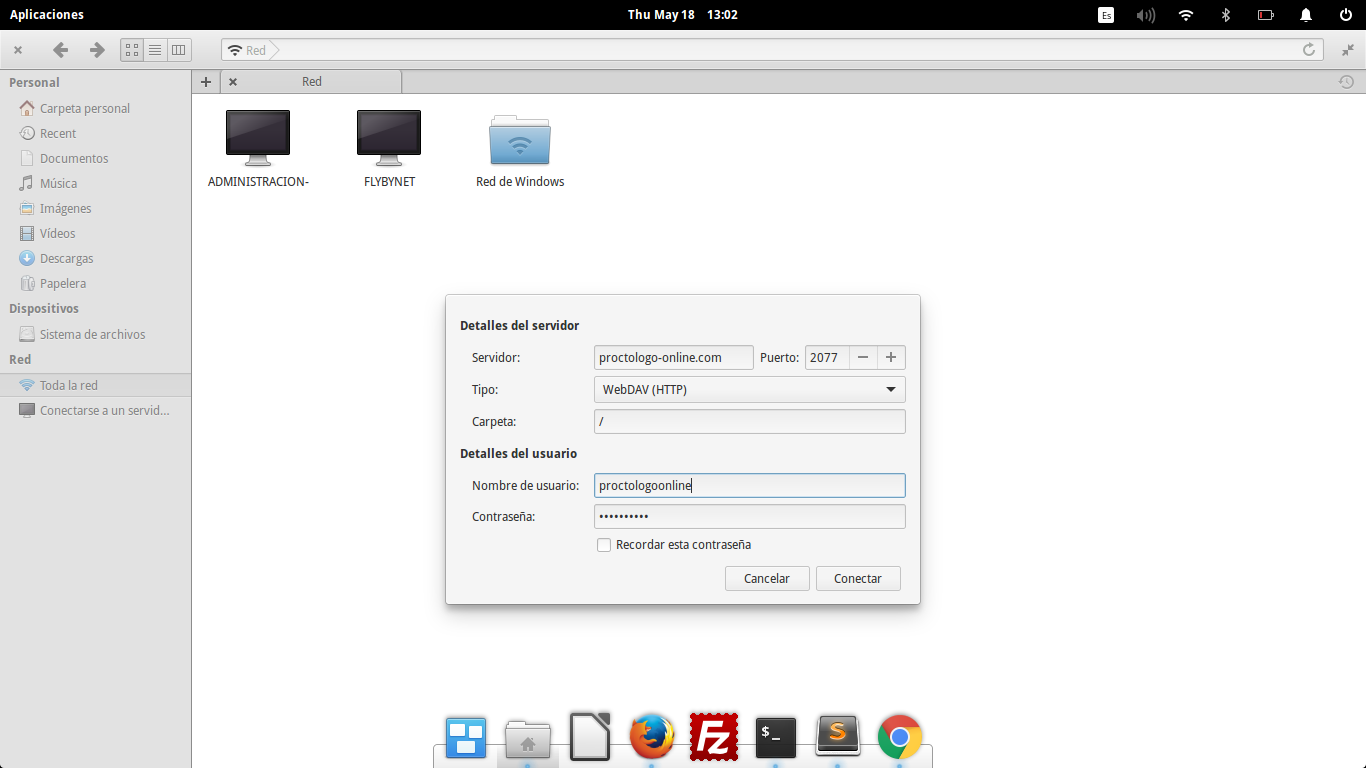 Aplicaciones
Thu May 18 13:02
Es
Red
Red
Personal
Carpeta personal
Recent
Documentos
Música
Imágenes
Vídeos
Descargas
Papelera
Dispositivos
Sistema de archivos
Red
Toda la red
Conectarse a un servid...
ADMINISTRACION-
FLYBYNET
Red de Windows
Detalles del servidor
Servidor: proctologo-online.com Puerto: 2077
Tipo: WebDAV (HTTP)
Carpeta: /
Detalles del usuario
Nombre de usuario: proctologoonline
Contraseña: ••••••••••
Recordar esta contraseña
Cancelar Conectar
Fz
$_
S